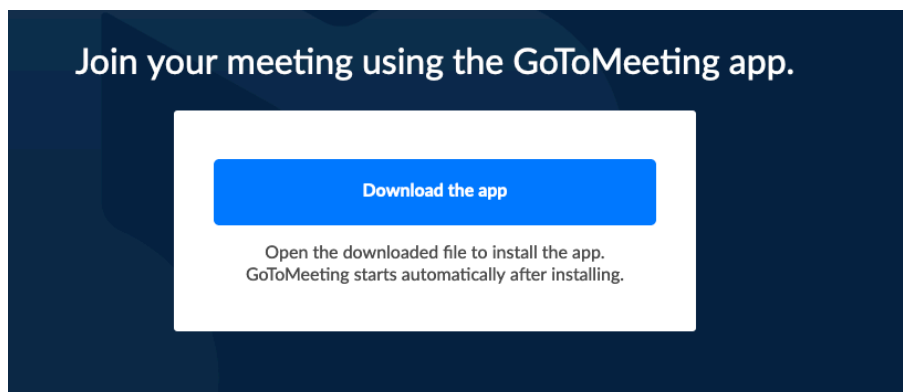 Join your meeting using the GoToMeeting app.
Download the app
Open the downloaded file to install the app.
GoToMeeting starts automatically after installing.